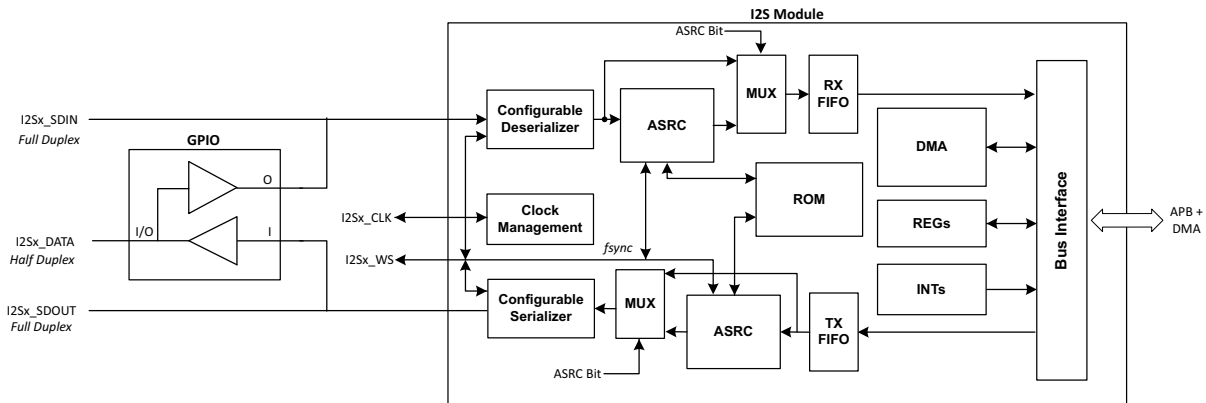 I2S Module
ASRC Bit
MUX
RX
FIFO
Configurable
Deserializer
ASRC
I2Sx_SDIN
Full Duplex
GPIO
O
I/O
I
I2Sx_DATA
Half Duplex
I2Sx_SDOUT
Full Duplex
I2Sx_CLK
Clock
Management
I2Sx_WS
fsync
ROM
DMA
REGs
INTs
Bus Interface
APB +
DMA
Configurable
Serializer
MUX
ASRC
TX
FIFO
ASRC Bit